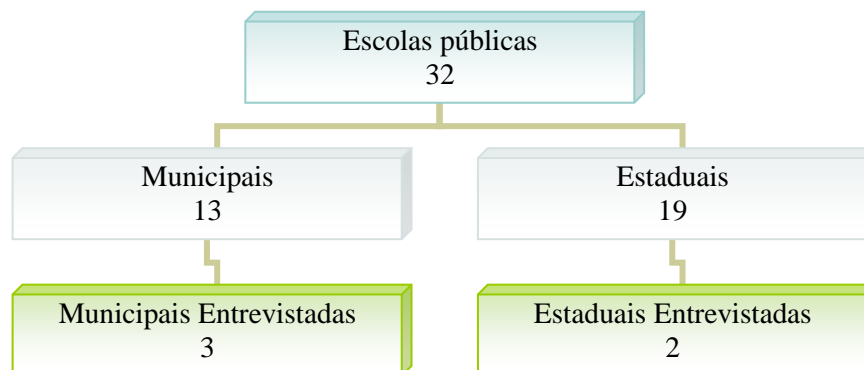 Escolas públicas
32
Municipais
13
Estaduais
19
Municipais Entrevistadas
3
Estaduais Entrevistadas
2